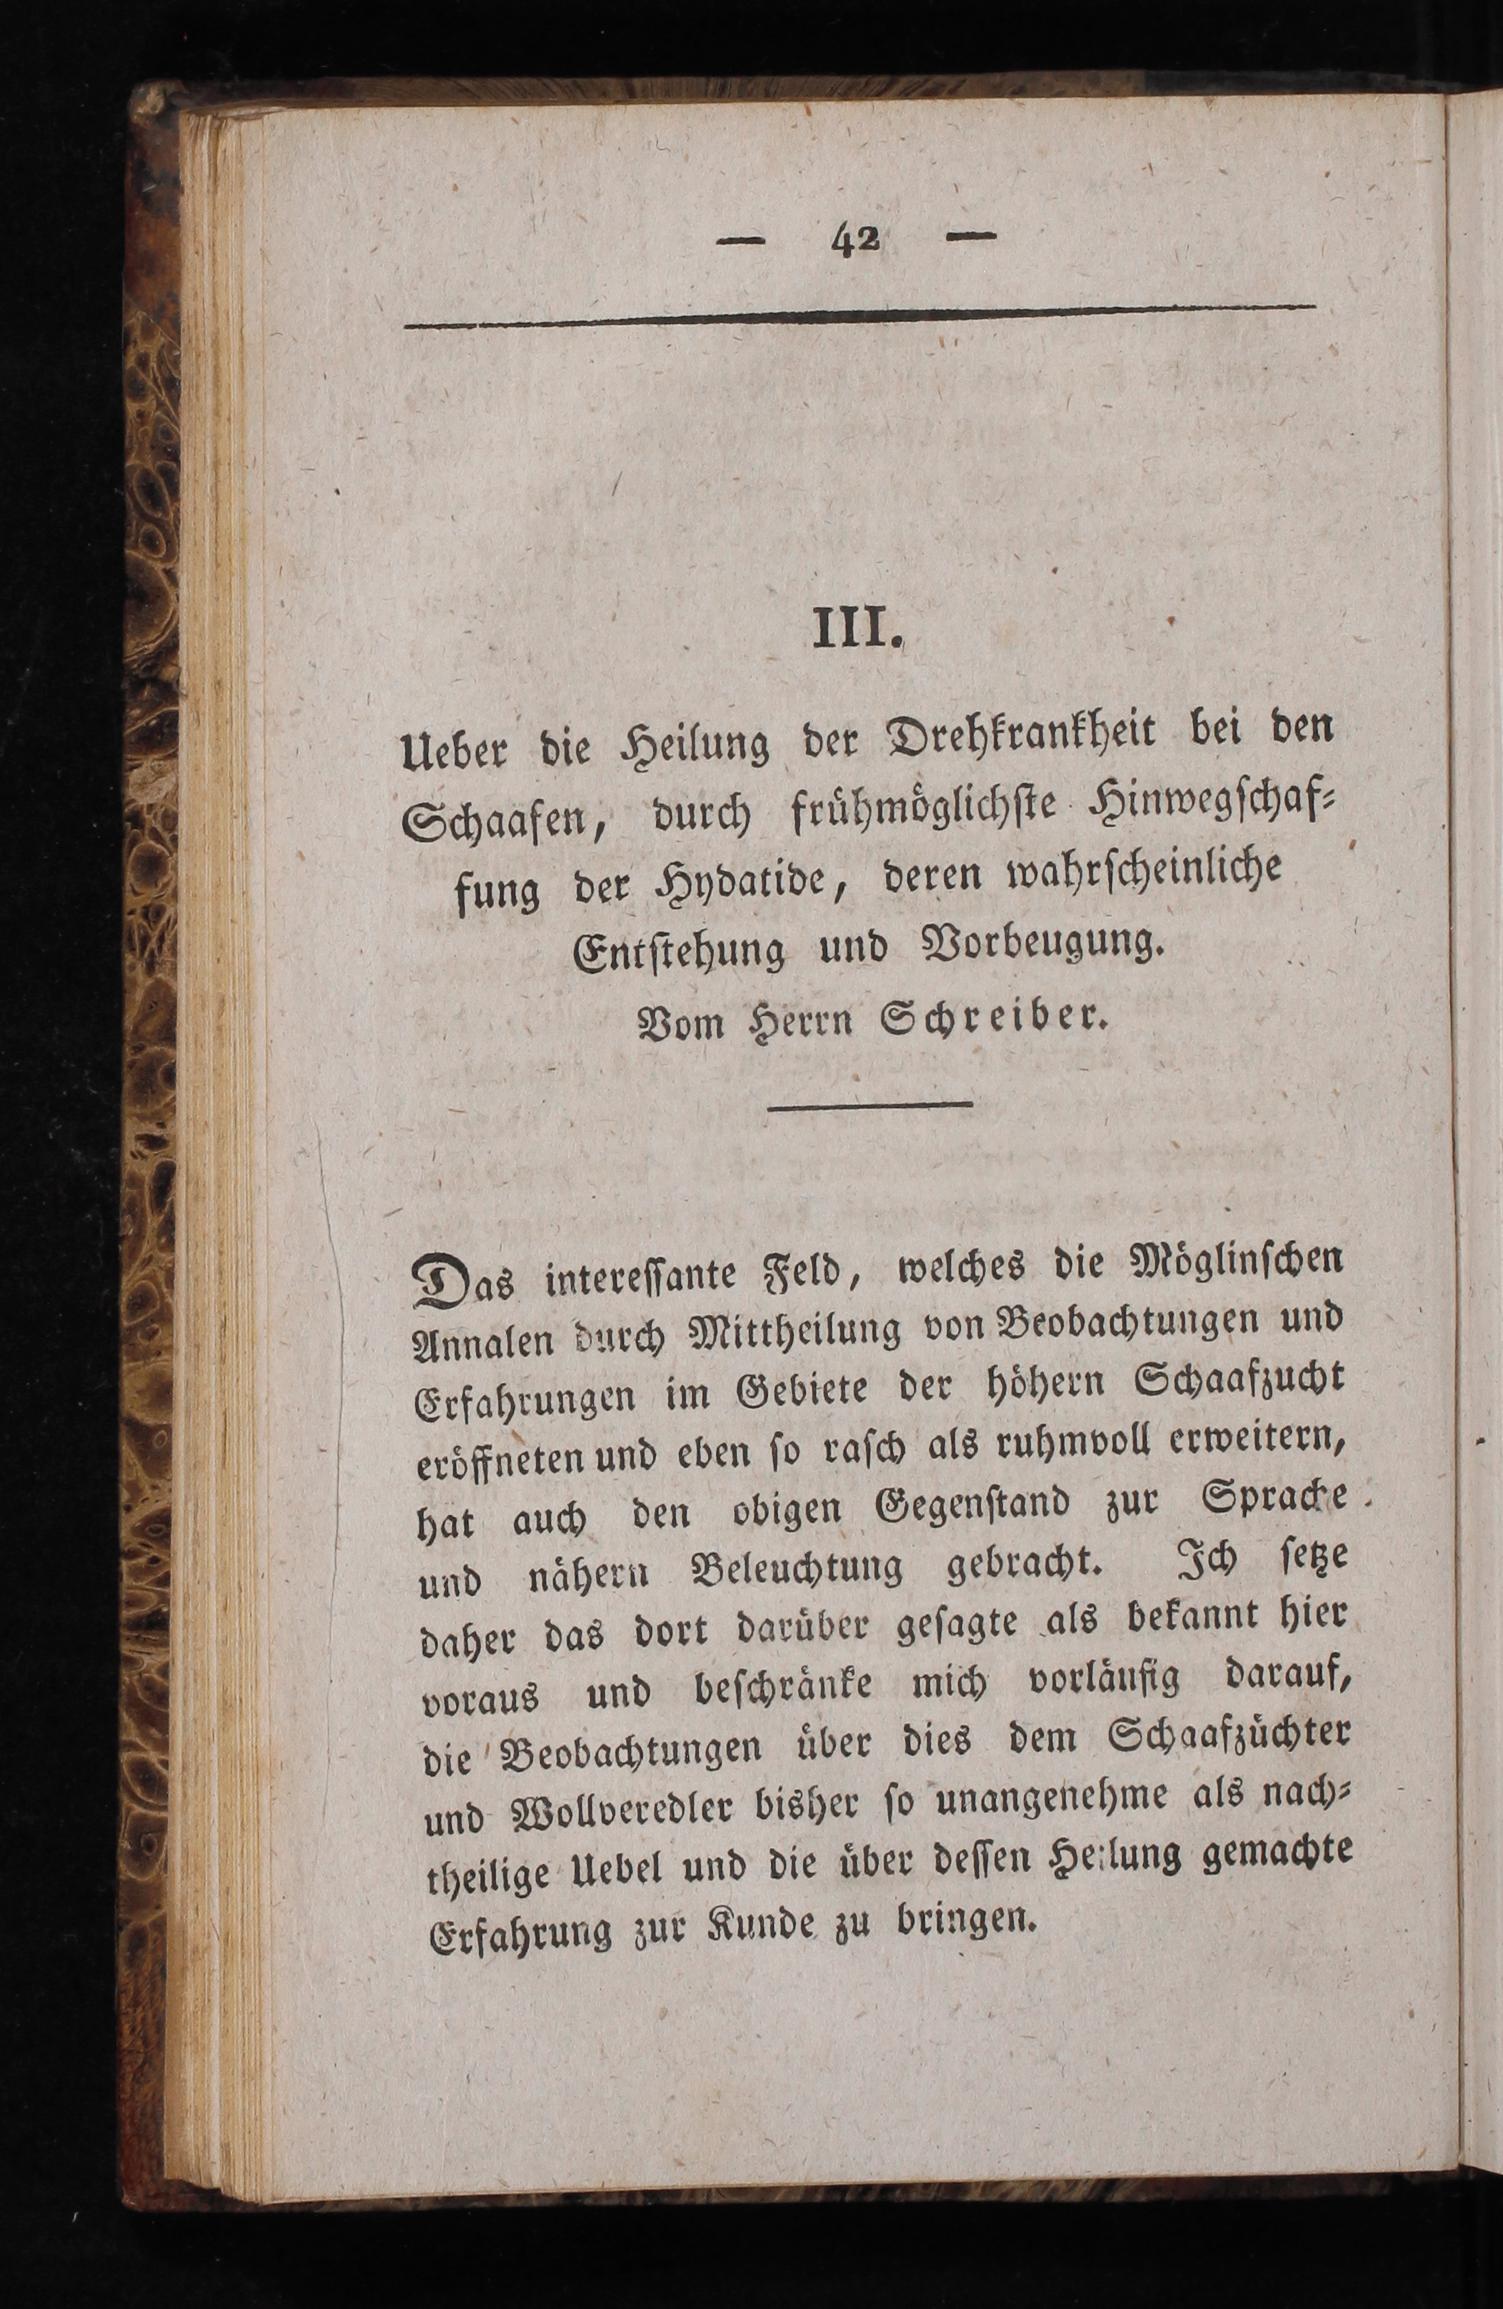 — 42 —
III.
Ueber die Heilung der Drehkrankheit bei den
Schaafen, durch frühmöglichſte Hinwegſchaf⸗
fung der Hydatide, deren wahrſcheinliche
Entſtehung und Vorbeugung.
Vom Herrn Schreiber.
Das intereſſante Feld, welches die Möglinſchen
Annalen durch Mittheilung von Beobachtungen und
Erfahrungen im Gebiete der höhern Schaafzucht
eröffneten und eben ſo raſch als ruhmvoll erweitern,
hat auch den obigen Gegenſtand zur Sprache
und nähern Beleuchtung gebracht. Ich ſetze
daher das dort darüber geſagte als bekannt hier
voraus und beſchränke mich vorläufig darauf,
die Beobachtungen über dies dem Schaafzüchter
und Wollveredler bisher ſo unangenehme als nach⸗
theilige Uebel und die über deſſen Heilung gemachte
Erfahrung zur Kunde zu bringen.